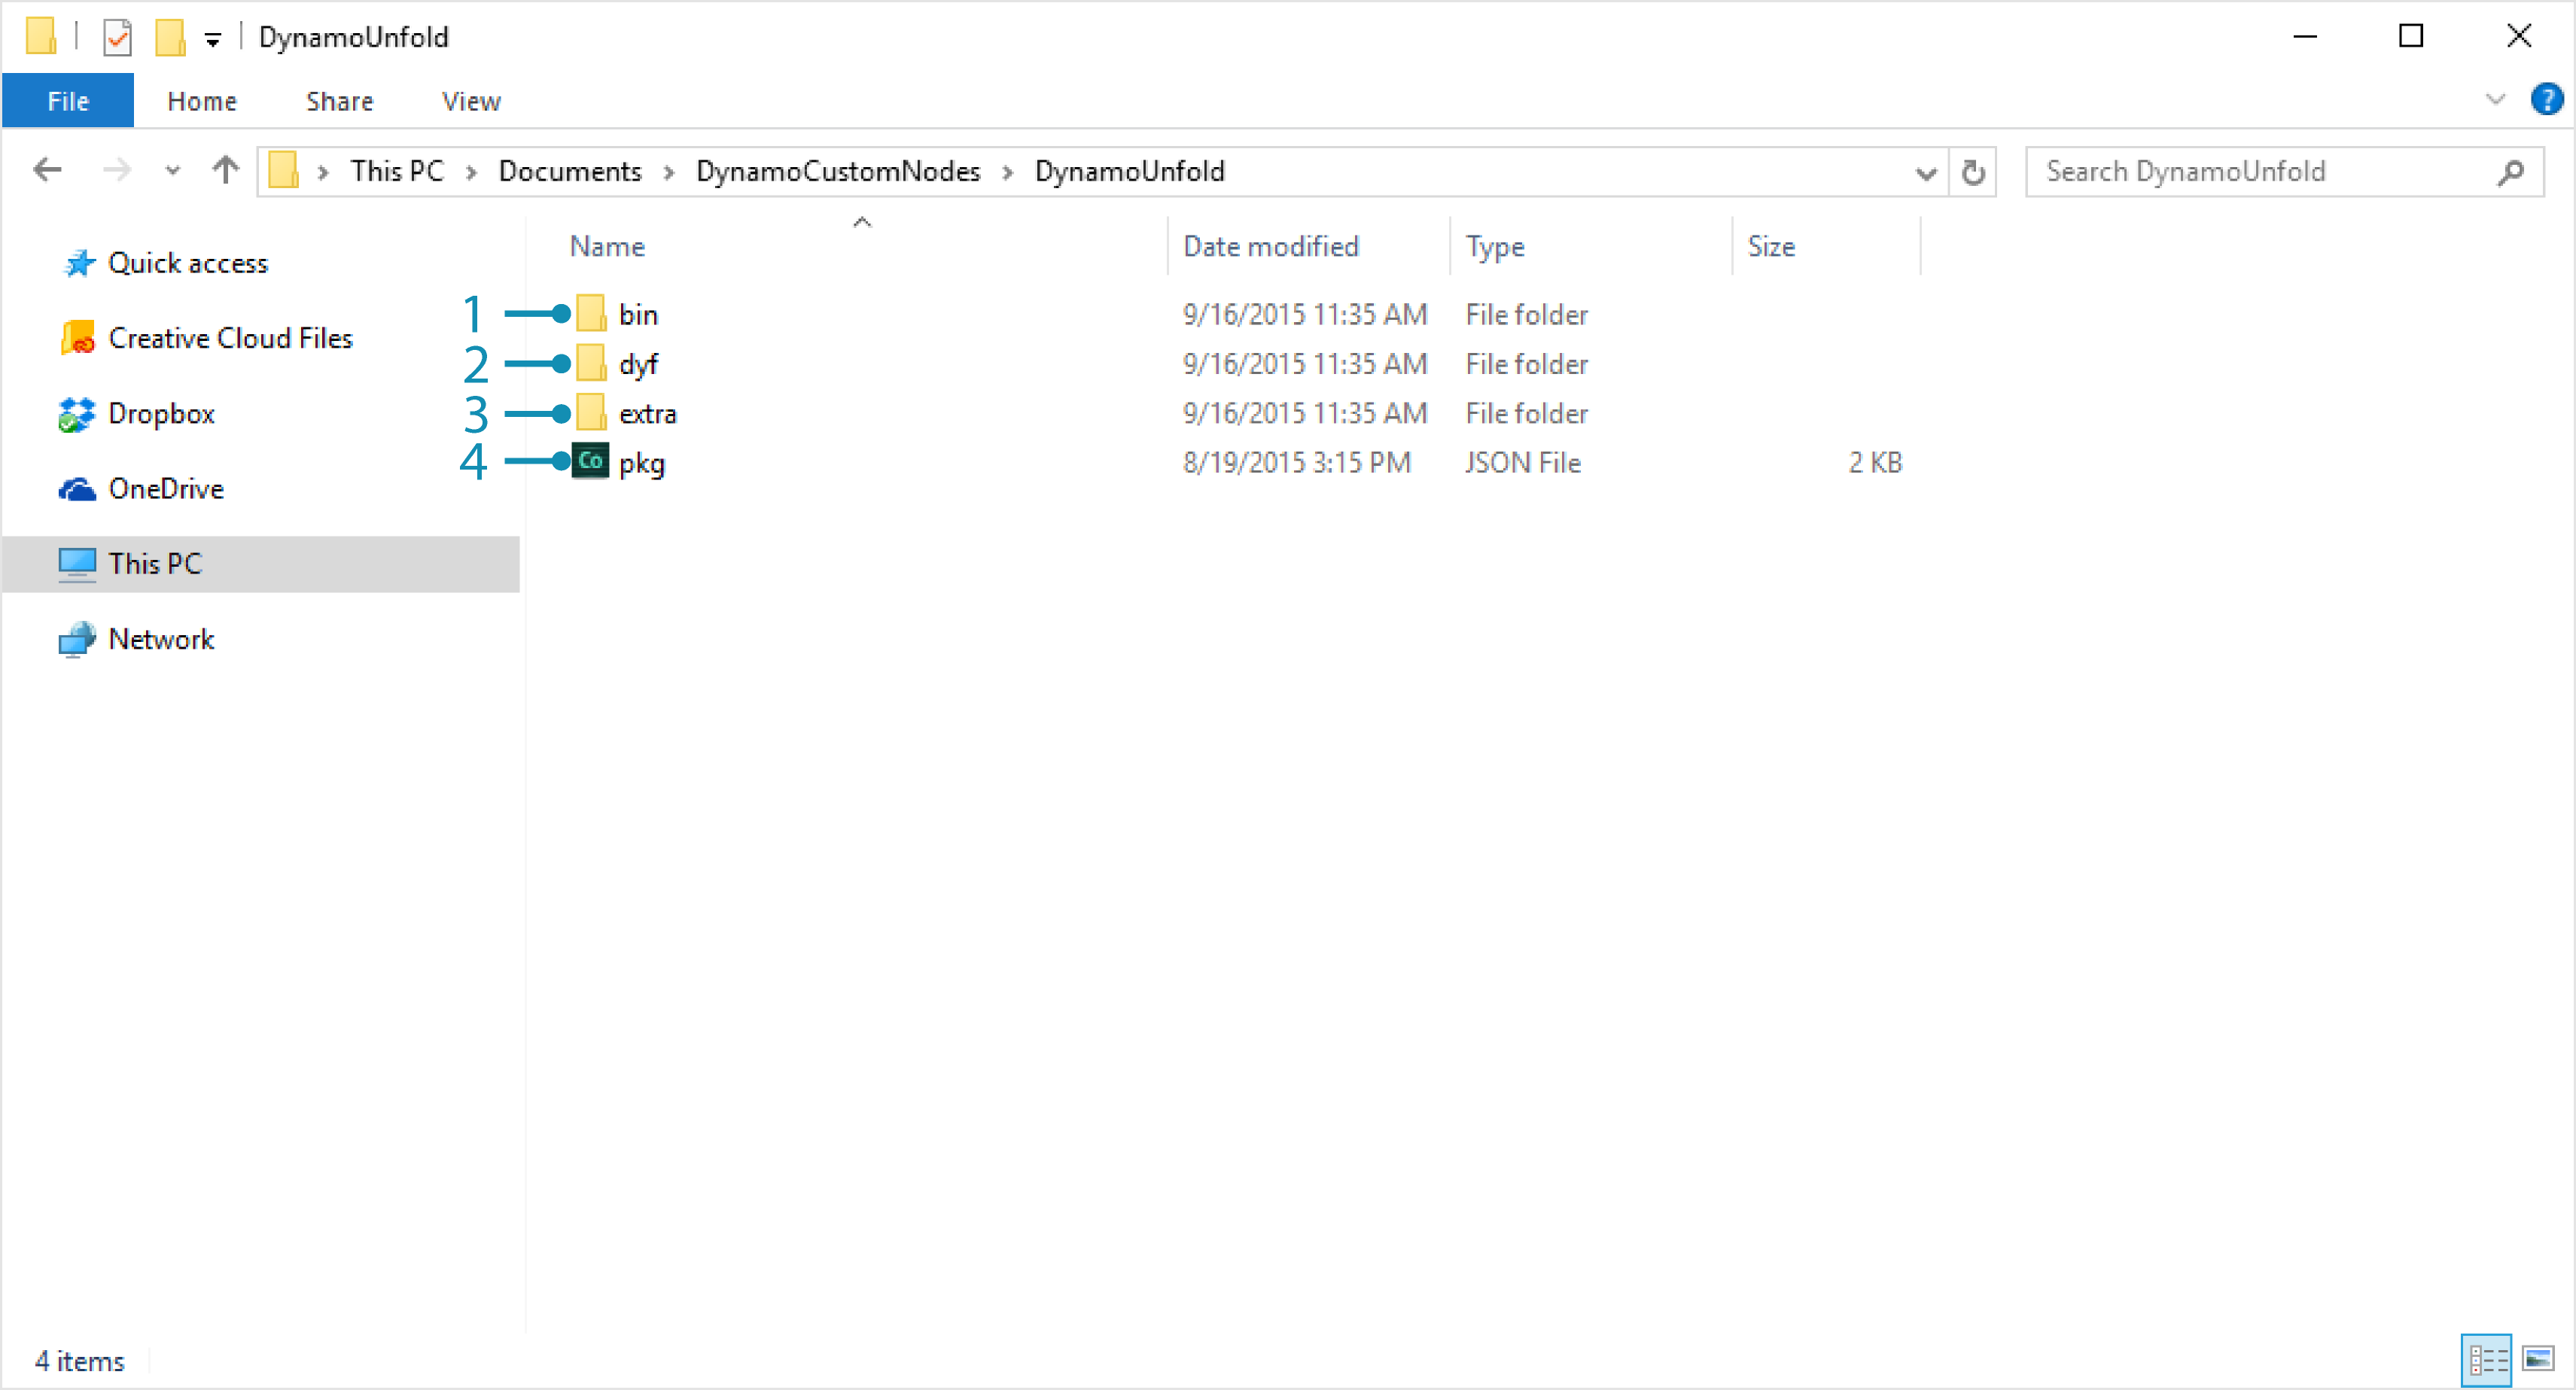 DynamoUnfold
File Home Share View ?
This PC Documents DynamoCustomNodes DynamoUnfold Search DynamoUnfold
Name Date modified Type Size
Quick access
Creative Cloud Files
Dropbox
OneDrive
This PC
Network
1 bin 9/16/2015 11:35 AM File folder
2 dyf 9/16/2015 11:35 AM File folder
3 extra 9/16/2015 11:35 AM File folder
4 Co pkg 8/19/2015 3:15 PM JSON File 2 KB
4 items